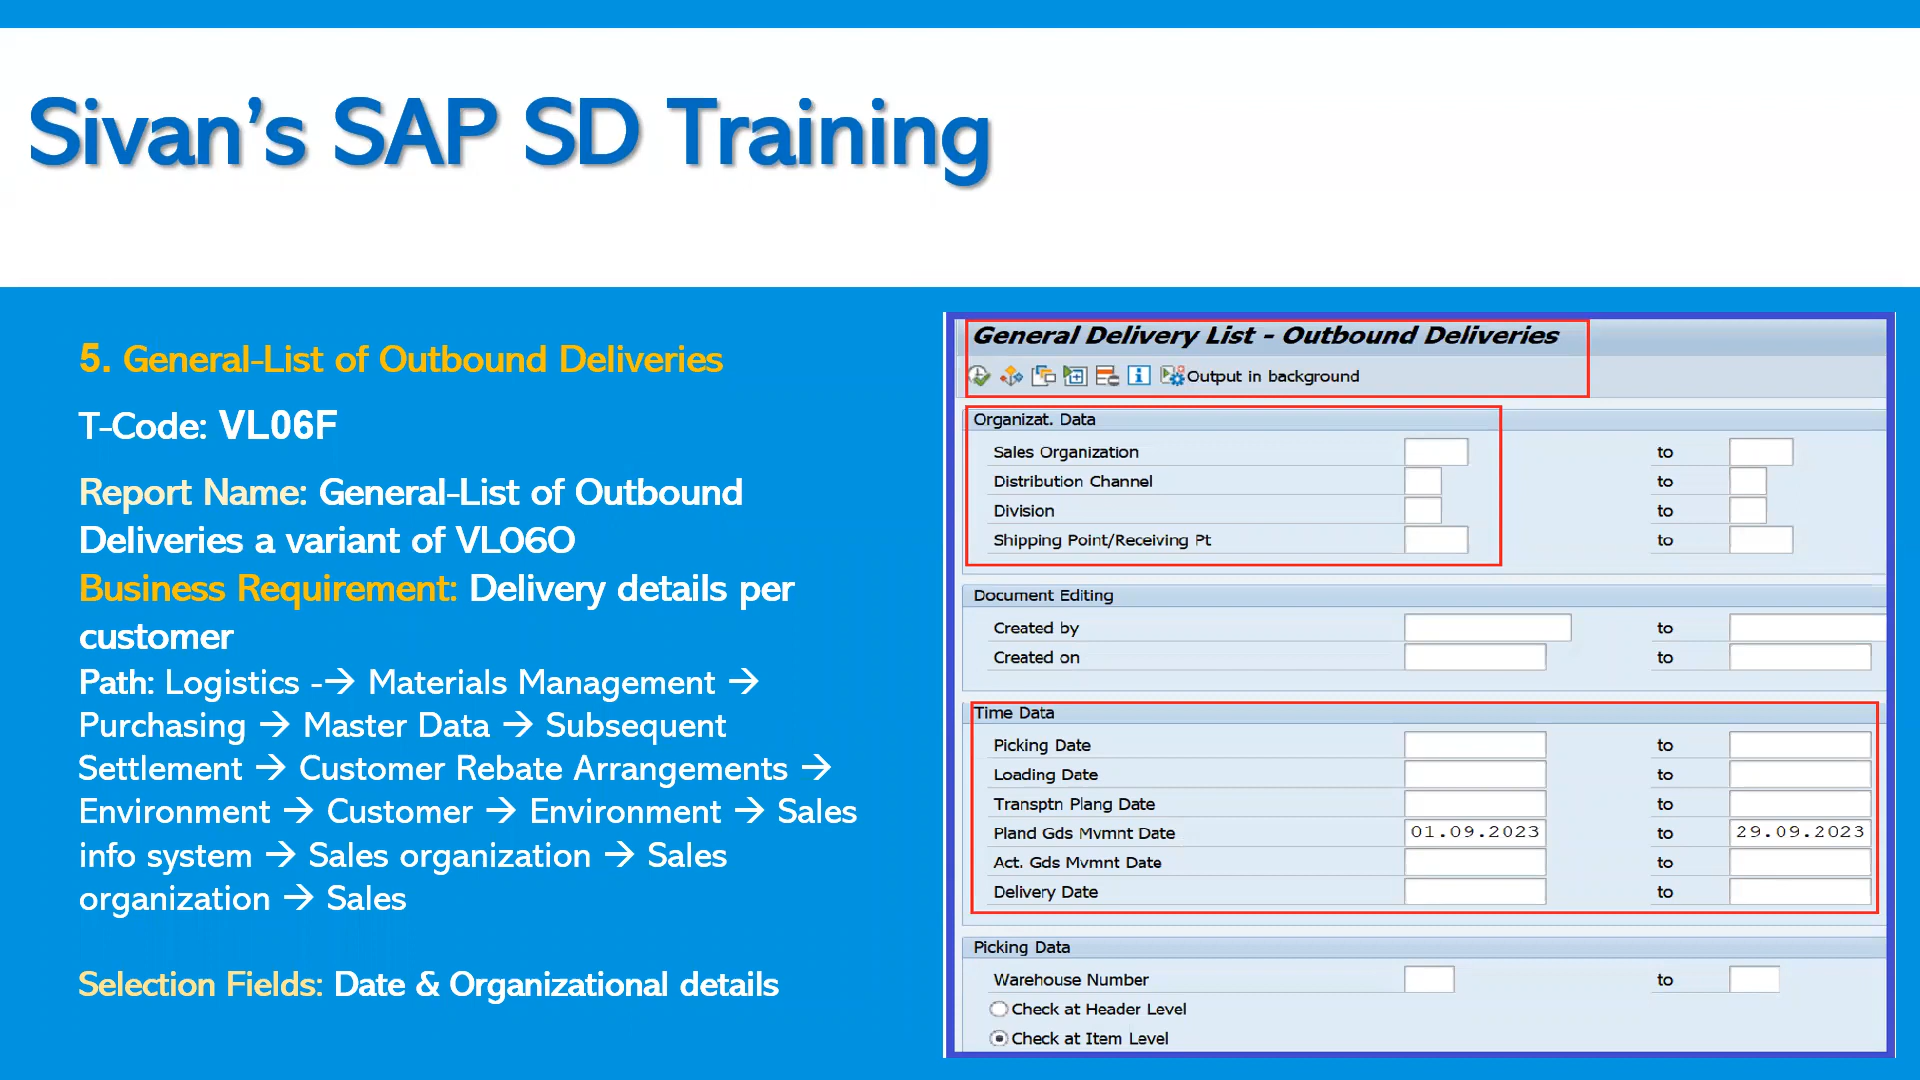 Sivan's SAP SD Training
5. General-List of Outbound Deliveries
T-Code: VL06F
Report Name: General-List of Outbound
Deliveries a variant of VL06O
Business Requirement: Delivery details per
customer
Path: Logistics -→ Materials Management →
Purchasing → Master Data → Subsequent
Settlement → Customer Rebate Arrangements →
Environment → Customer → Environment → Sales
info system → Sales organization → Sales
organization → Sales
Selection Fields: Date & Organizational details
General Delivery List - Outbound Deliveries
Output in background
Organizat. Data
Sales Organization to
Distribution Channel to
Division to
Shipping Point/Receiving Pt to
Document Editing
Created by to
Created on to
Time Data
Picking Date to
Loading Date to
Transptn Plang Date to
Pland Gds Mvmnt Date 01.09.2023 to 29.09.2023
Act. Gds Mvmnt Date to
Delivery Date to
Picking Data
Warehouse Number to
Check at Header Level
Check at Item Level